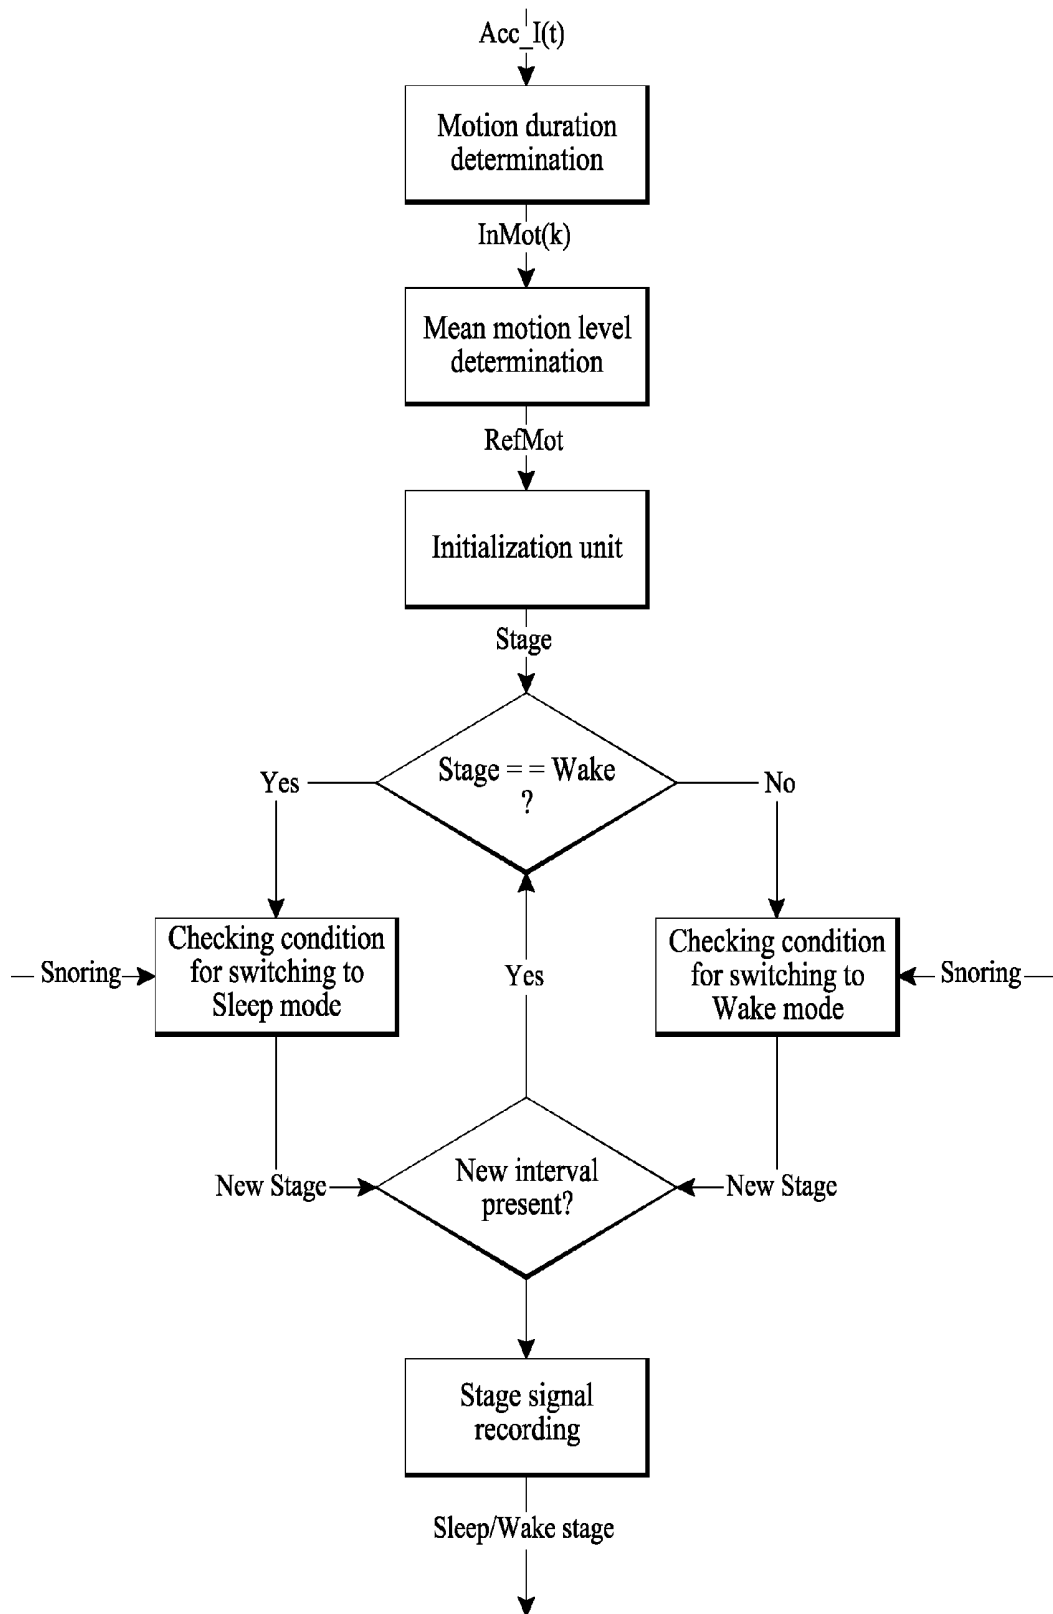 Acc_I(t)
Motion duration
determination
InMot(k)
Mean motion level
determination
RefMot
Initialization unit
Stage
Stage = = Wake
?
Yes
No
Checking condition
for switching to
Sleep mode
Snoring
Yes
Checking condition
for switching to
Wake mode
Snoring
New Stage
New interval
present?
New Stage
Stage signal
recording
Sleep/Wake stage